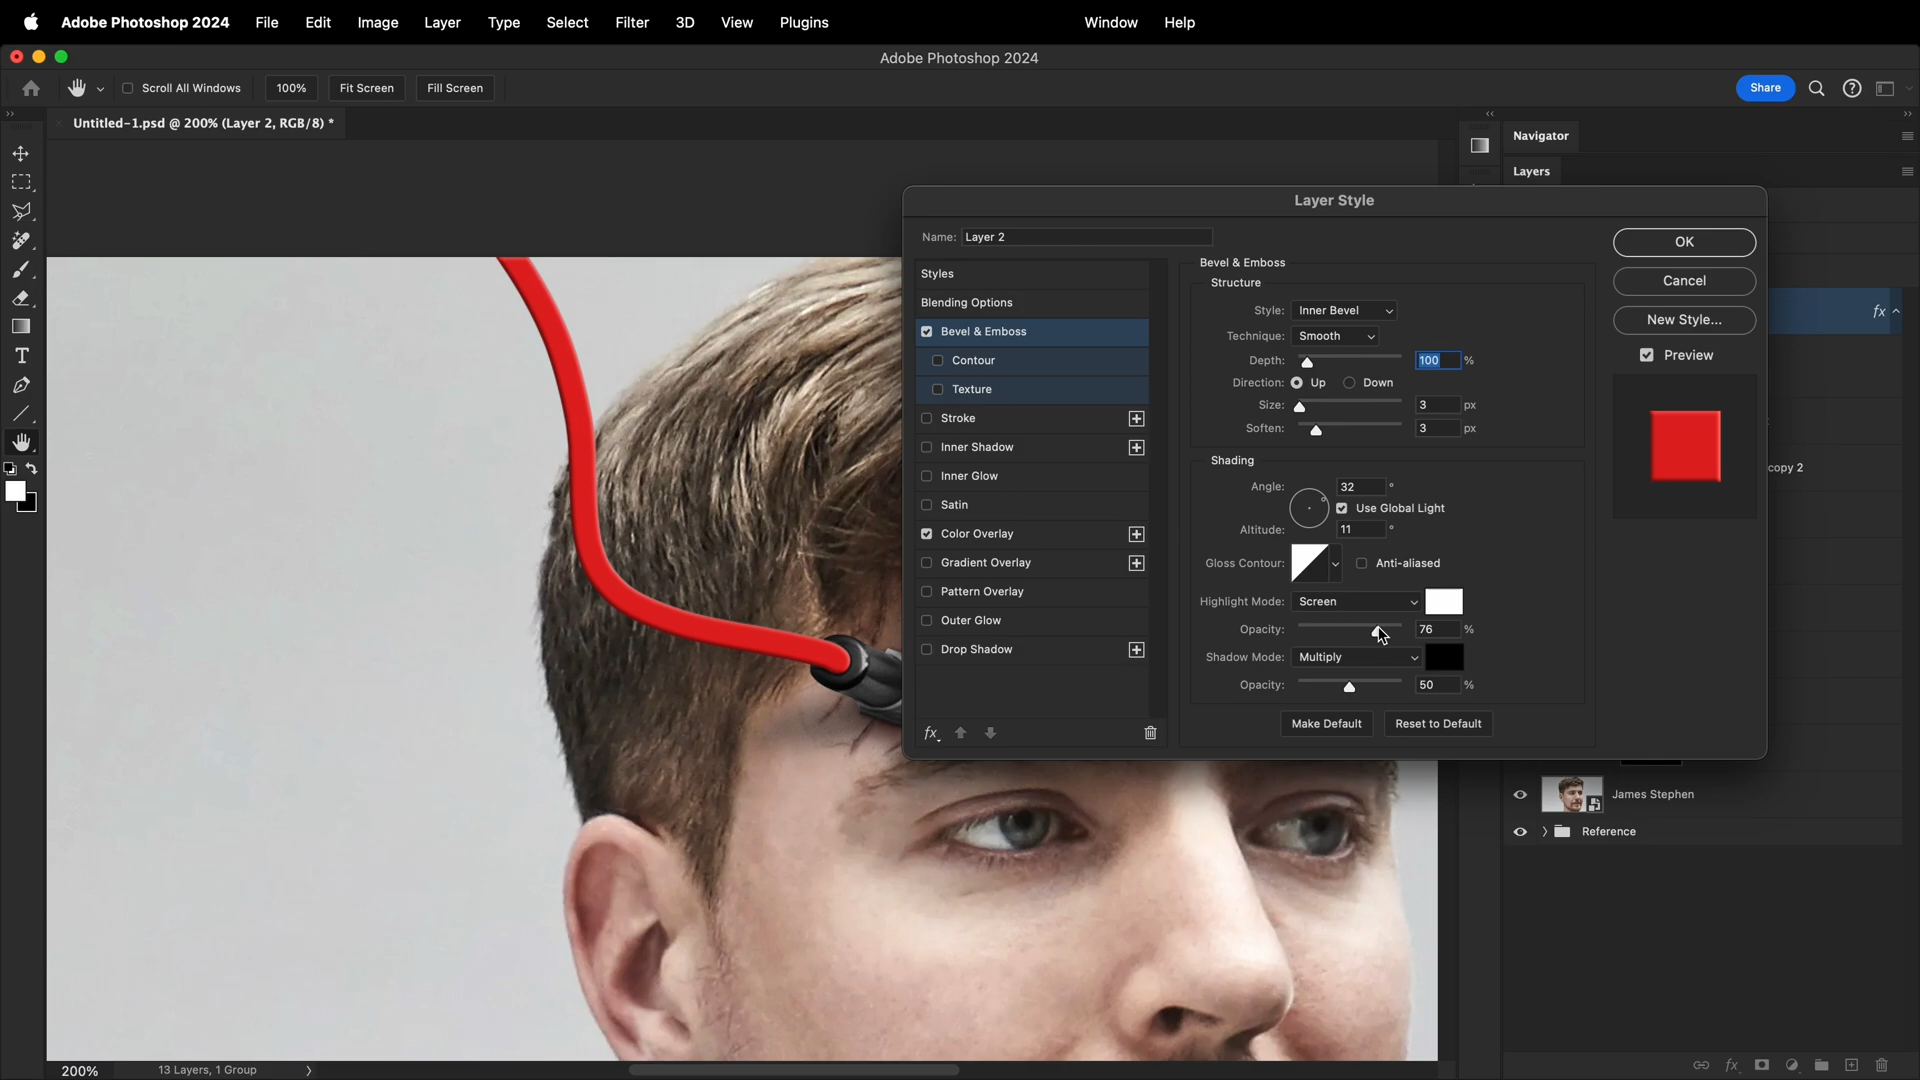 Adobe Photoshop 2024 File Edit Image Layer Type Select Filter 3D View Plugins Window Help
Adobe Photoshop 2024
Scroll All Windows 100% Fit Screen Fill Screen Share
Untitled-1.psd @ 200% (Layer 2, RGB/8) *
Navigator
Layers
Layer Style
Name: Layer 2
OK
Styles
Blending Options
Bevel & Emboss
Contour
Texture
Stroke
Inner Shadow
Inner Glow
Satin
Color Overlay
Gradient Overlay
Pattern Overlay
Outer Glow
Drop Shadow
fx
Bevel & Emboss
Structure
Style: Inner Bevel
Technique: Smooth
Depth: 100 %
Direction: Up Down
Size: 3 px
Soften: 3 px
Shading
Angle: 32 °
Use Global Light
Altitude: 11 °
Gloss Contour: Anti-aliased
Highlight Mode: Screen
Opacity: 76 %
Shadow Mode: Multiply
Opacity: 50 %
Make Default Reset to Default
Cancel
New Style...
Preview
fx
copy 2
James Stephen
Reference
T
200% 13 Layers, 1 Group
fx